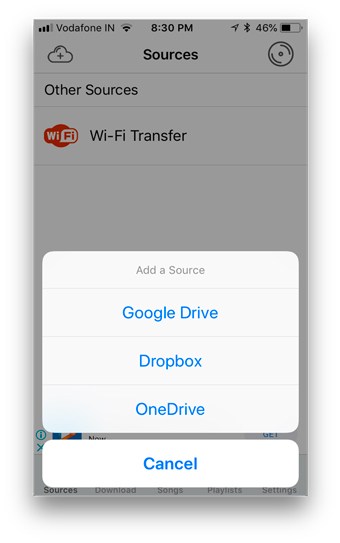 Vodafone IN 8:30 PM 46%
Sources
Other Sources
WiFi Wi-Fi Transfer
Add a Source
Google Drive
Dropbox
OneDrive
Now GET
Cancel
Sources Download Songs Playlists Settings